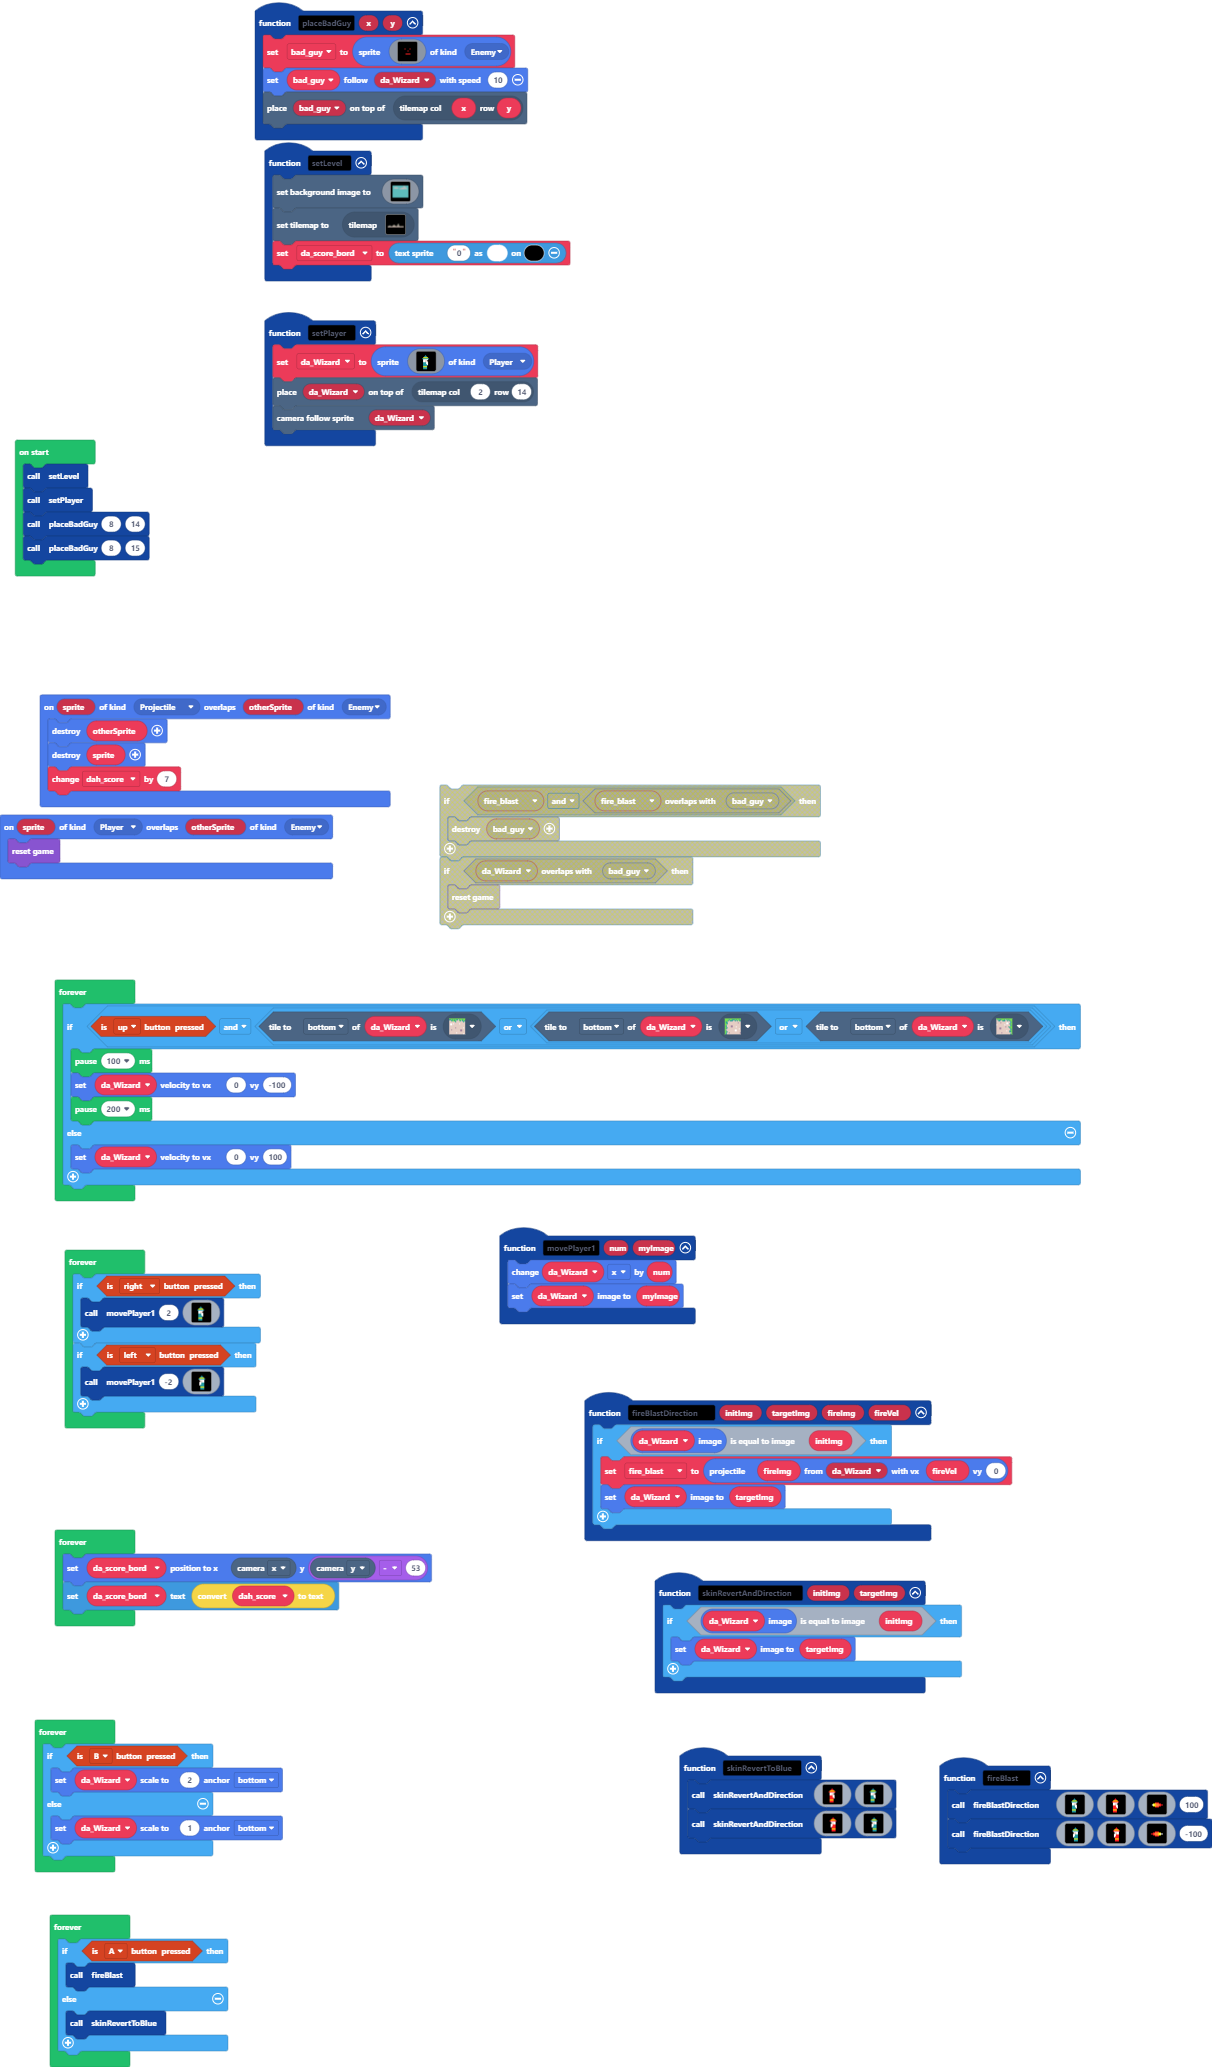 function placeBadGuy x y
set bad_guy to sprite of kind Enemy
set bad_guy follow da_Wizard with speed 10
place bad_guy on top of tilemap col x row y
function setLevel
set background image to
set tilemap to tilemap
set da_score_bord to text sprite "0" as on
function setPlayer
set da_Wizard to sprite of kind Player
place da_Wizard on top of tilemap col 2 row 14
camera follow sprite da_Wizard
on start
call setLevel
call setPlayer
call placeBadGuy 8 14
call placeBadGuy 8 15
on sprite of kind Projectile overlaps otherSprite of kind Enemy
destroy otherSprite
destroy sprite
change dah_score by 7
on sprite of kind Player overlaps otherSprite of kind Enemy
reset game
if fire_blast and fire_blast overlaps with bad_guy then
destroy bad_guy
if da_Wizard overlaps with bad_guy then
reset game
forever
if is up button pressed and tile to bottom of da_Wizard is or tile to bottom of da_Wizard is or tile to bottom of da_Wizard is then
pause 100 ms
set da_Wizard velocity to vx 0 vy -100
pause 200 ms
else
set da_Wizard velocity to vx 0 vy 100
forever
if is right button pressed then
call movePlayer1 2
if is left button pressed then
call movePlayer1 -2
function movePlayer1 num myImage
change da_Wizard x by num
set da_Wizard image to myImage
function fireBlastDirection initImg targetImg fireImg fireVel
if da_Wizard image is equal to image initImg then
set fire_blast to projectile fireImg from da_Wizard with vx fireVel vy 0
set da_Wizard image to targetImg
forever
set da_score_bord position to x camera x y camera y - 53
set da_score_bord text convert dah_score to text
function skinRevertAndDirection initImg targetImg
if da_Wizard image is equal to image initImg then
set da_Wizard image to targetImg
forever
if is B button pressed then
set da_Wizard scale to 2 anchor bottom
else
set da_Wizard scale to 1 anchor bottom
function skinRevertToBlue
call skinRevertAndDirection
call skinRevertAndDirection
function fireBlast
call fireBlastDirection 100
call fireBlastDirection -100
forever
if is A button pressed then
call fireBlast
else
call skinRevertToBlue